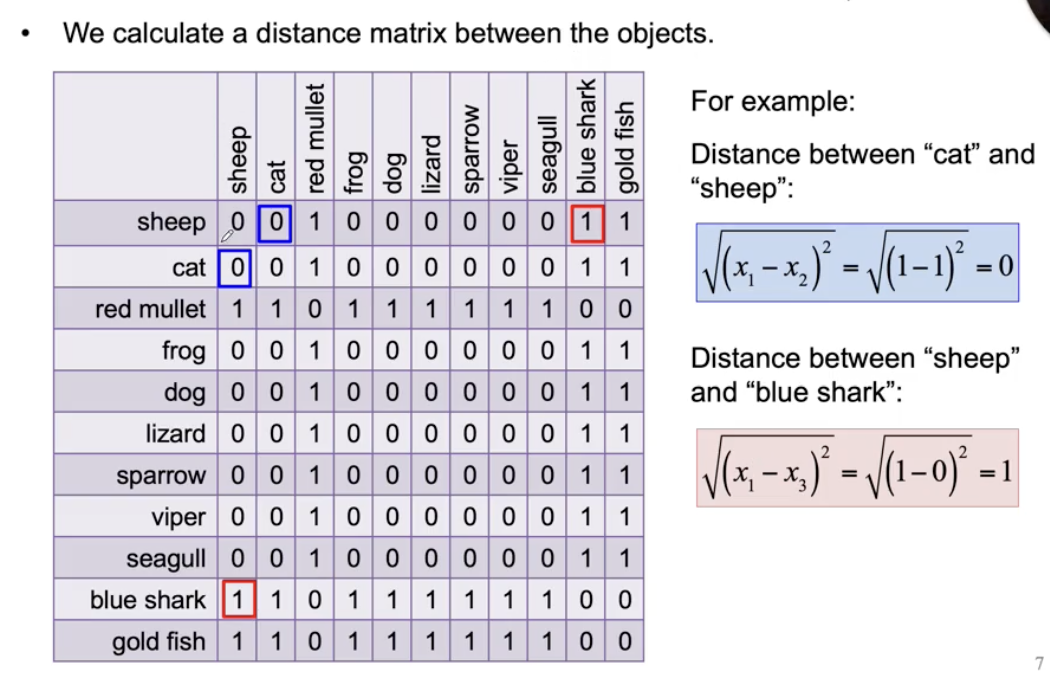 • We calculate a distance matrix between the objects.
sheep cat red mullet frog dog lizard sparrow viper seagull blue shark gold fish
sheep 0 0 1 0 0 0 0 0 0 1 1
cat 0 0 1 0 0 0 0 0 0 1 1
red mullet 1 1 0 1 1 1 1 1 1 0 0
frog 0 0 1 0 0 0 0 0 0 1 1
dog 0 0 1 0 0 0 0 0 0 1 1
lizard 0 0 1 0 0 0 0 0 0 1 1
sparrow 0 0 1 0 0 0 0 0 0 1 1
viper 0 0 1 0 0 0 0 0 0 1 1
seagull 0 0 1 0 0 0 0 0 0 1 1
blue shark 1 1 0 1 1 1 1 1 1 0 0
gold fish 1 1 0 1 1 1 1 1 1 0 0
For example:
Distance between “cat” and
“sheep”:
√(x₁ − x₂)² = √(1−1)² = 0
Distance between “sheep”
and “blue shark”:
√(x₁ − x₃)² = √(1−0)² = 1
7